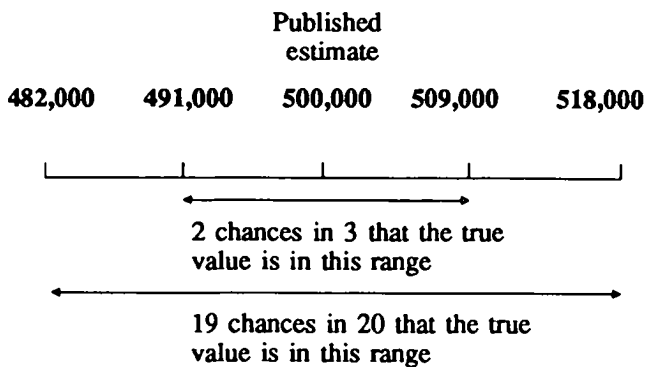 Published
estimate
482,000 491,000 500,000 509,000 518,000
2 chances in 3 that the true
value is in this range
19 chances in 20 that the true
value is in this range